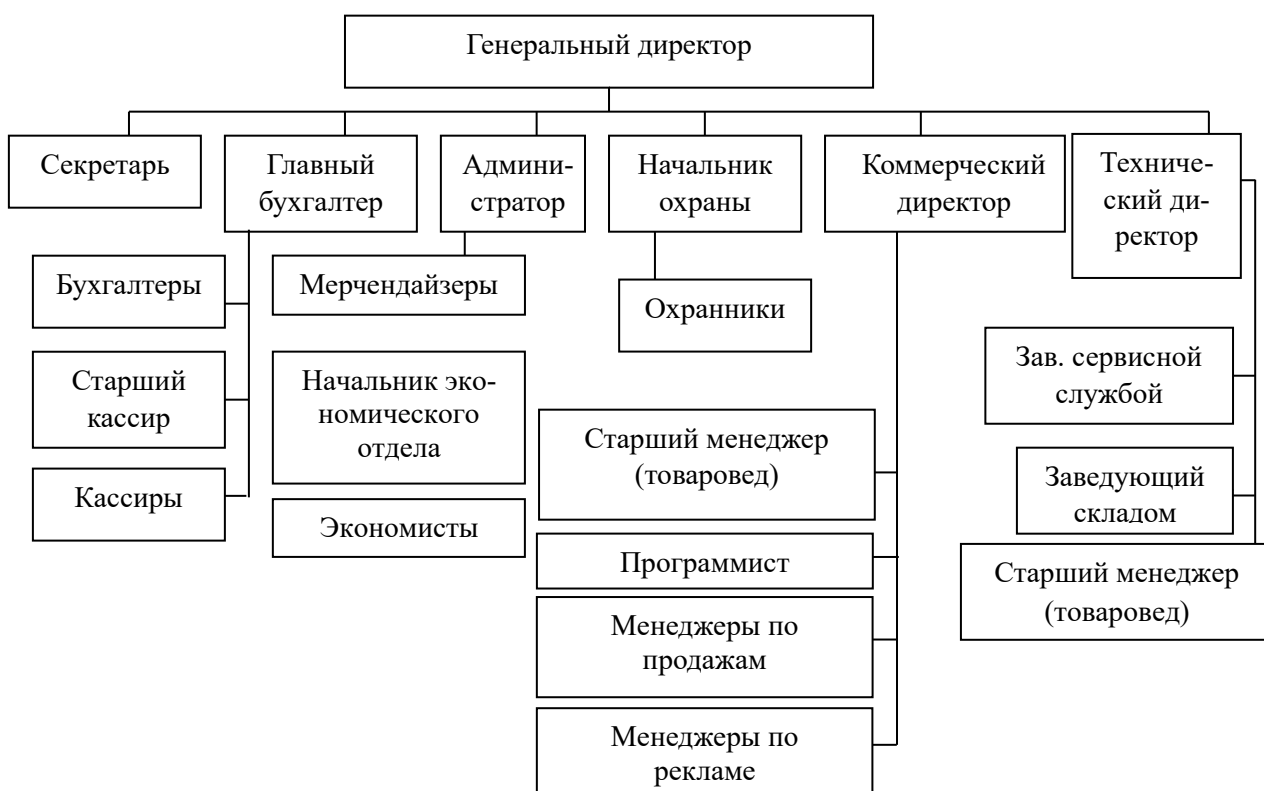 Генеральный директор
Секретарь
Главный
бухгалтер
Админи-
стратор
Начальник
охраны
Коммерческий
директор
Техниче-
ский ди-
ректор
Бухгалтеры
Мерчендайзеры
Охранники
Старший
кассир
Начальник эко-
номического
отдела
Зав. сервисной
службой
Старший менеджер
(товаровед)
Кассиры
Экономисты
Заведующий
складом
Программист
Старший менеджер
(товаровед)
Менеджеры по
продажам
Менеджеры по
рекламе